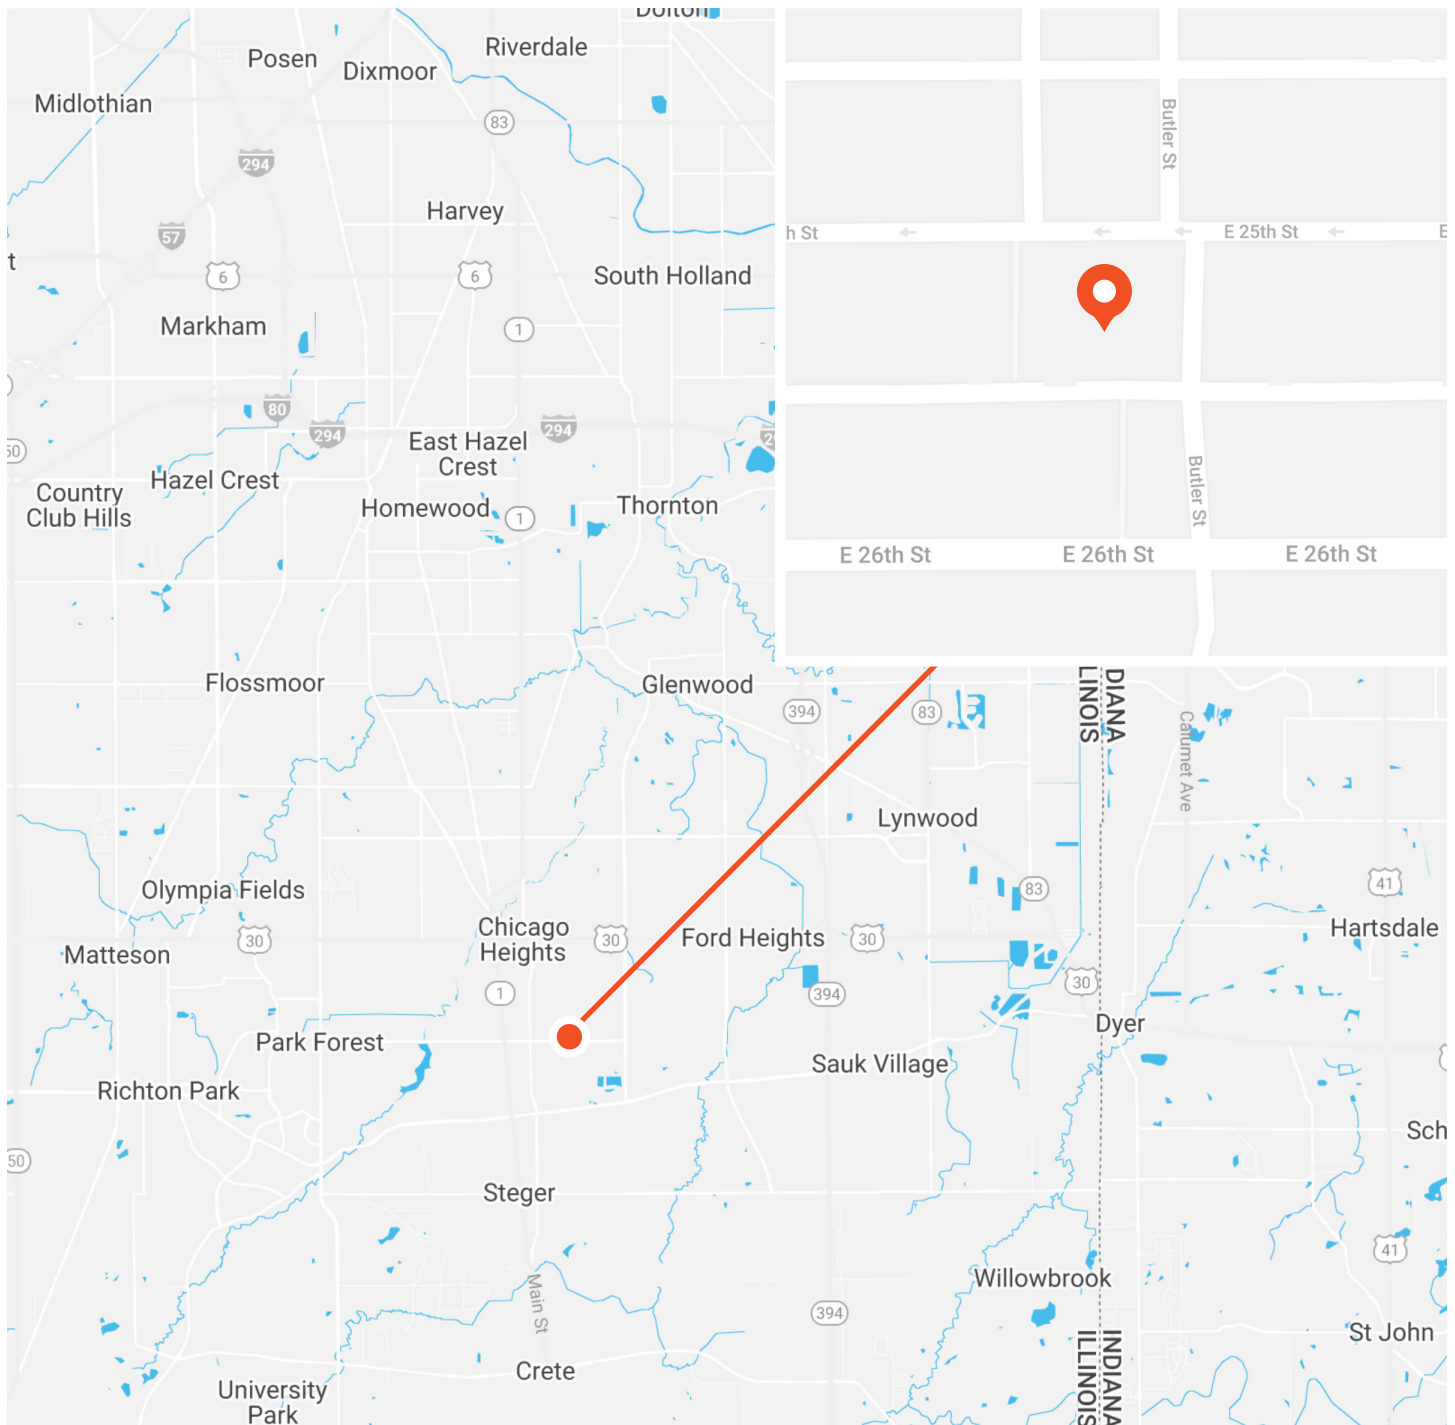 Dolton
Riverdale
Posen
Dixmoor
Midlothian
83
294
Harvey
57
t
6
6
South Holland
Markham
1
80
294
294
50
East Hazel
Crest
Hazel Crest
Country
Club Hills
Homewood
1
Thornton
Butler St
h St
E 25th St
E
Butler St
E 26th St
E 26th St
E 26th St
Flossmoor
Glenwood
394
83
LINOIS
DIANA
Calumet Ave
Lynwood
83
41
Olympia Fields
Chicago
Heights
30
30
Ford Heights
30
Hartsdale
Matteson
1
394
30
Dyer
Park Forest
Sauk Village
Richton Park
Sch
50
Steger
41
Willowbrook
Main St
394
St John
ILLINOIS
INDIANA
Crete
University
Park